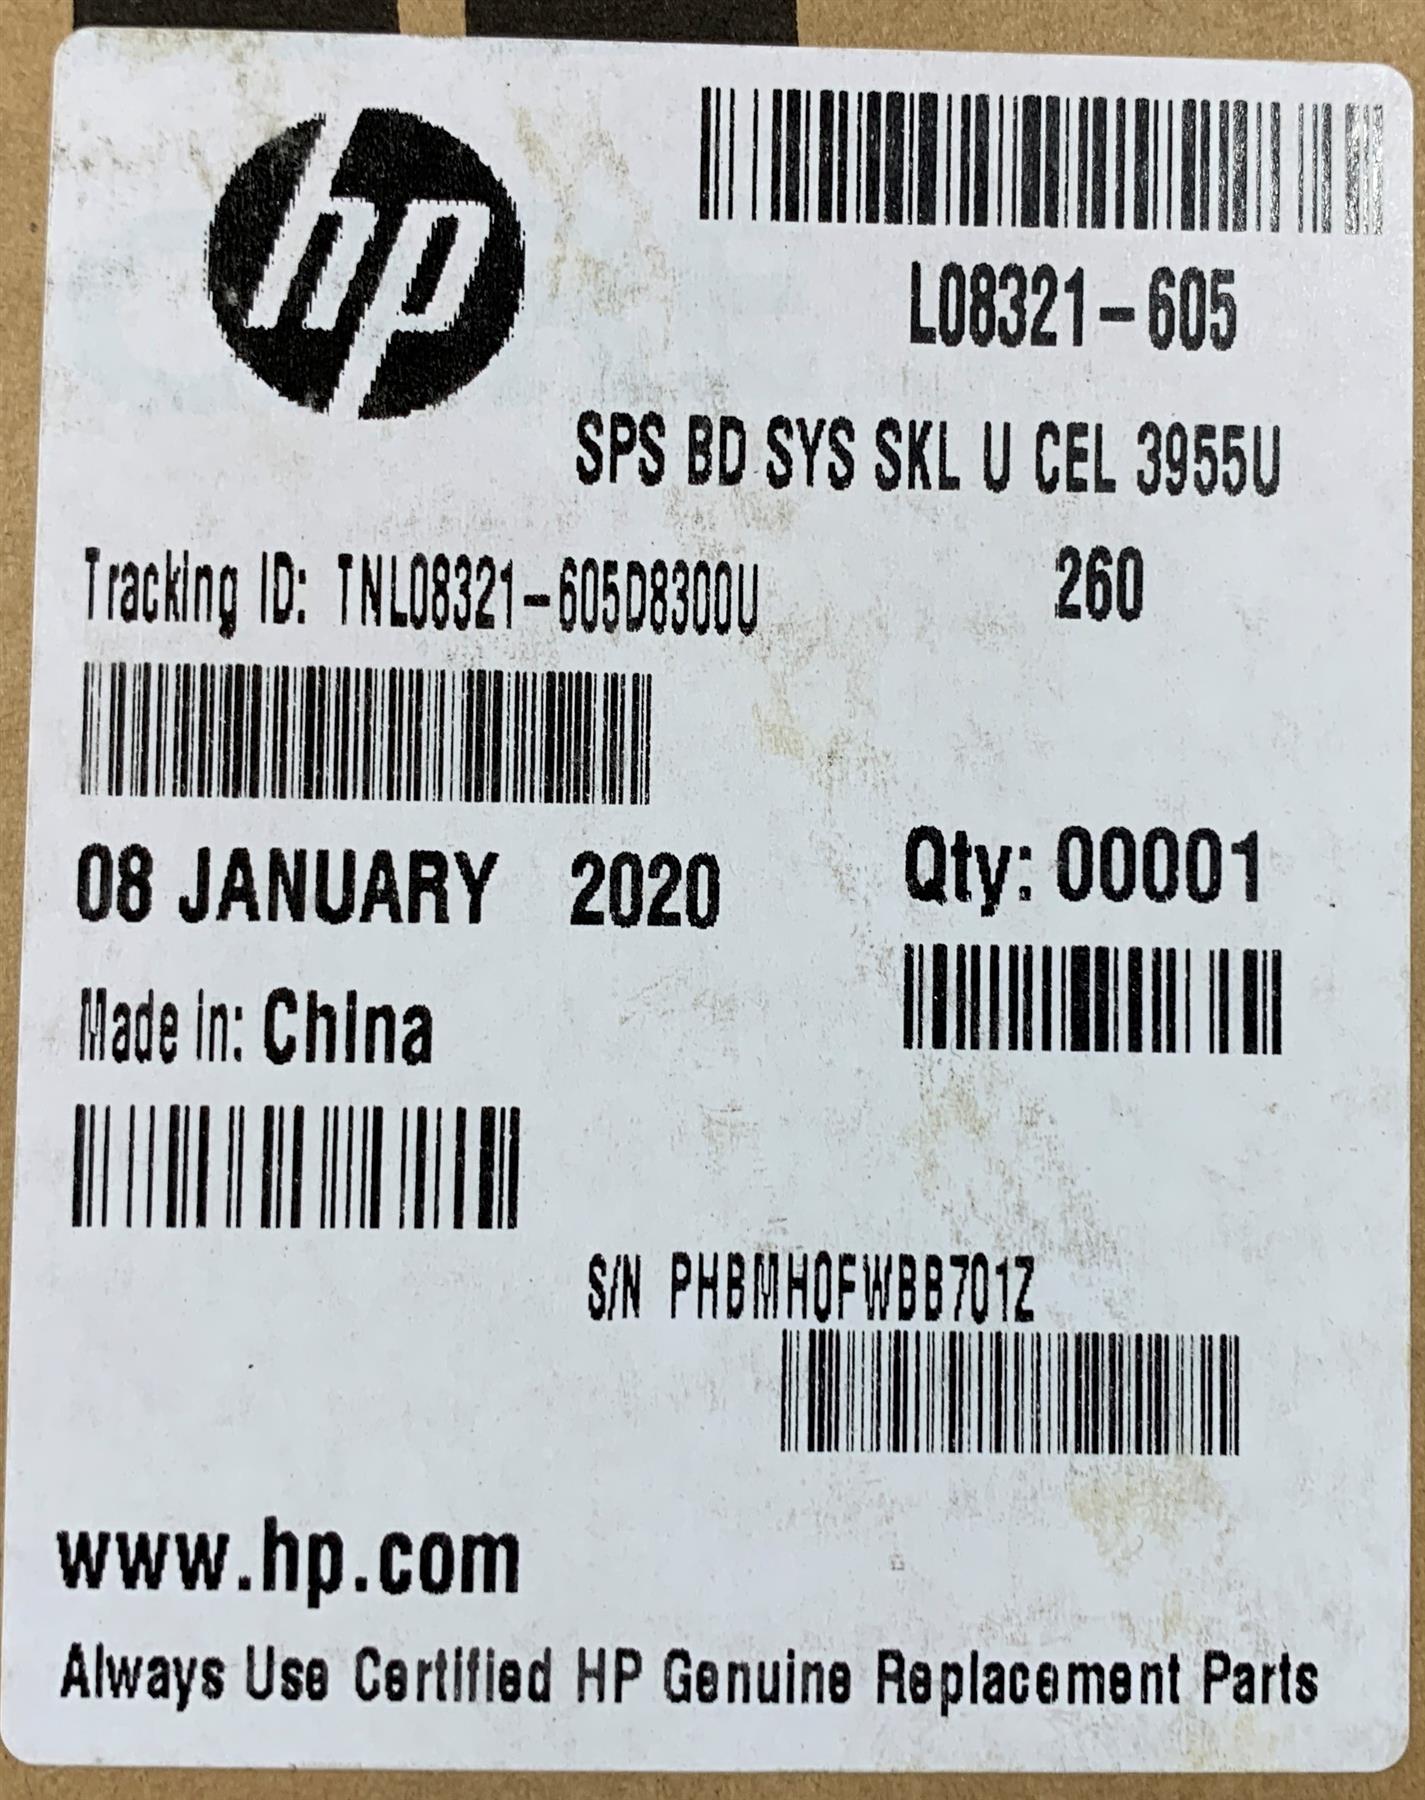 hp
L08321-605
SPS BD SYS SKL U CEL 3955U
260
Tracking ID: TNL08321-605D8300U
08 JANUARY 2020
Qty: 00001
Made in: China
S/N PHBMH0FWBB701Z
www.hp.com
Always Use Certified HP Genuine Replacement Parts